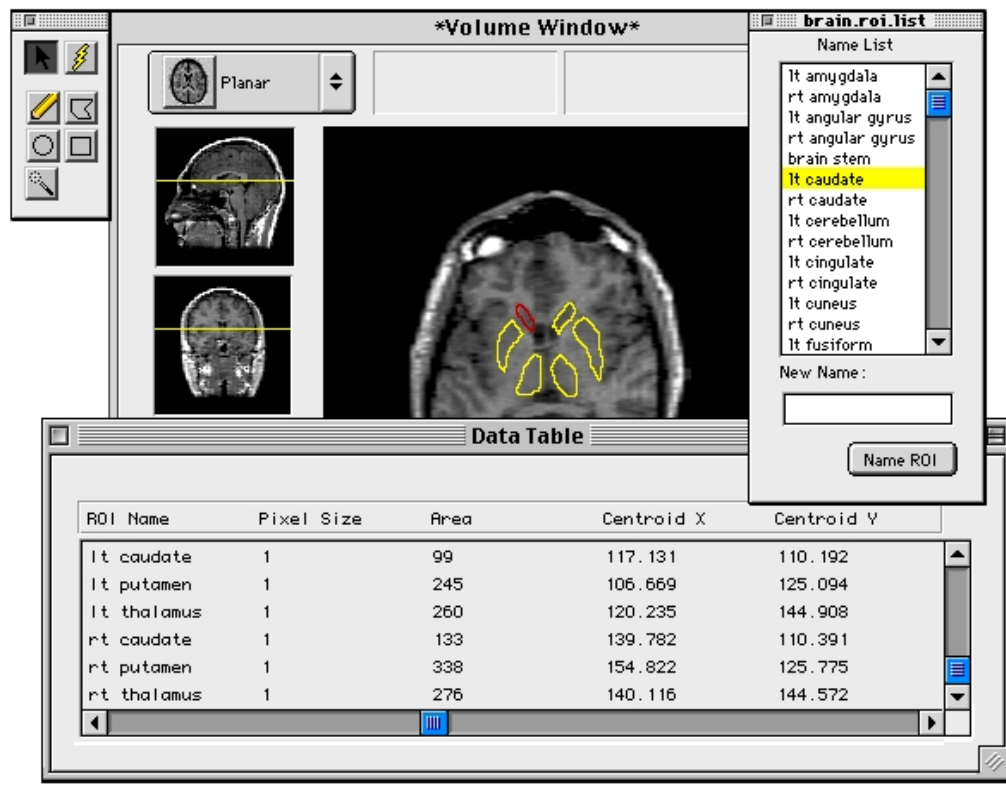 *Volume Window*
brain.roi.list
Name List
Planar
lt amygdala
rt amygdala
lt angular gyrus
rt angular gyrus
brain stem
lt caudate
rt caudate
lt cerebellum
rt cerebellum
lt cingulate
rt cingulate
lt cuneus
rt cuneus
lt fusiform
New Name:
Name ROI
Data Table
ROI Name Pixel Size Area Centroid X Centroid Y
lt caudate 1 99 117.131 110.192
lt putamen 1 245 106.669 125.094
lt thalamus 1 260 120.235 144.908
rt caudate 1 133 139.782 110.391
rt putamen 1 338 154.822 125.775
rt thalamus 1 276 140.116 144.572